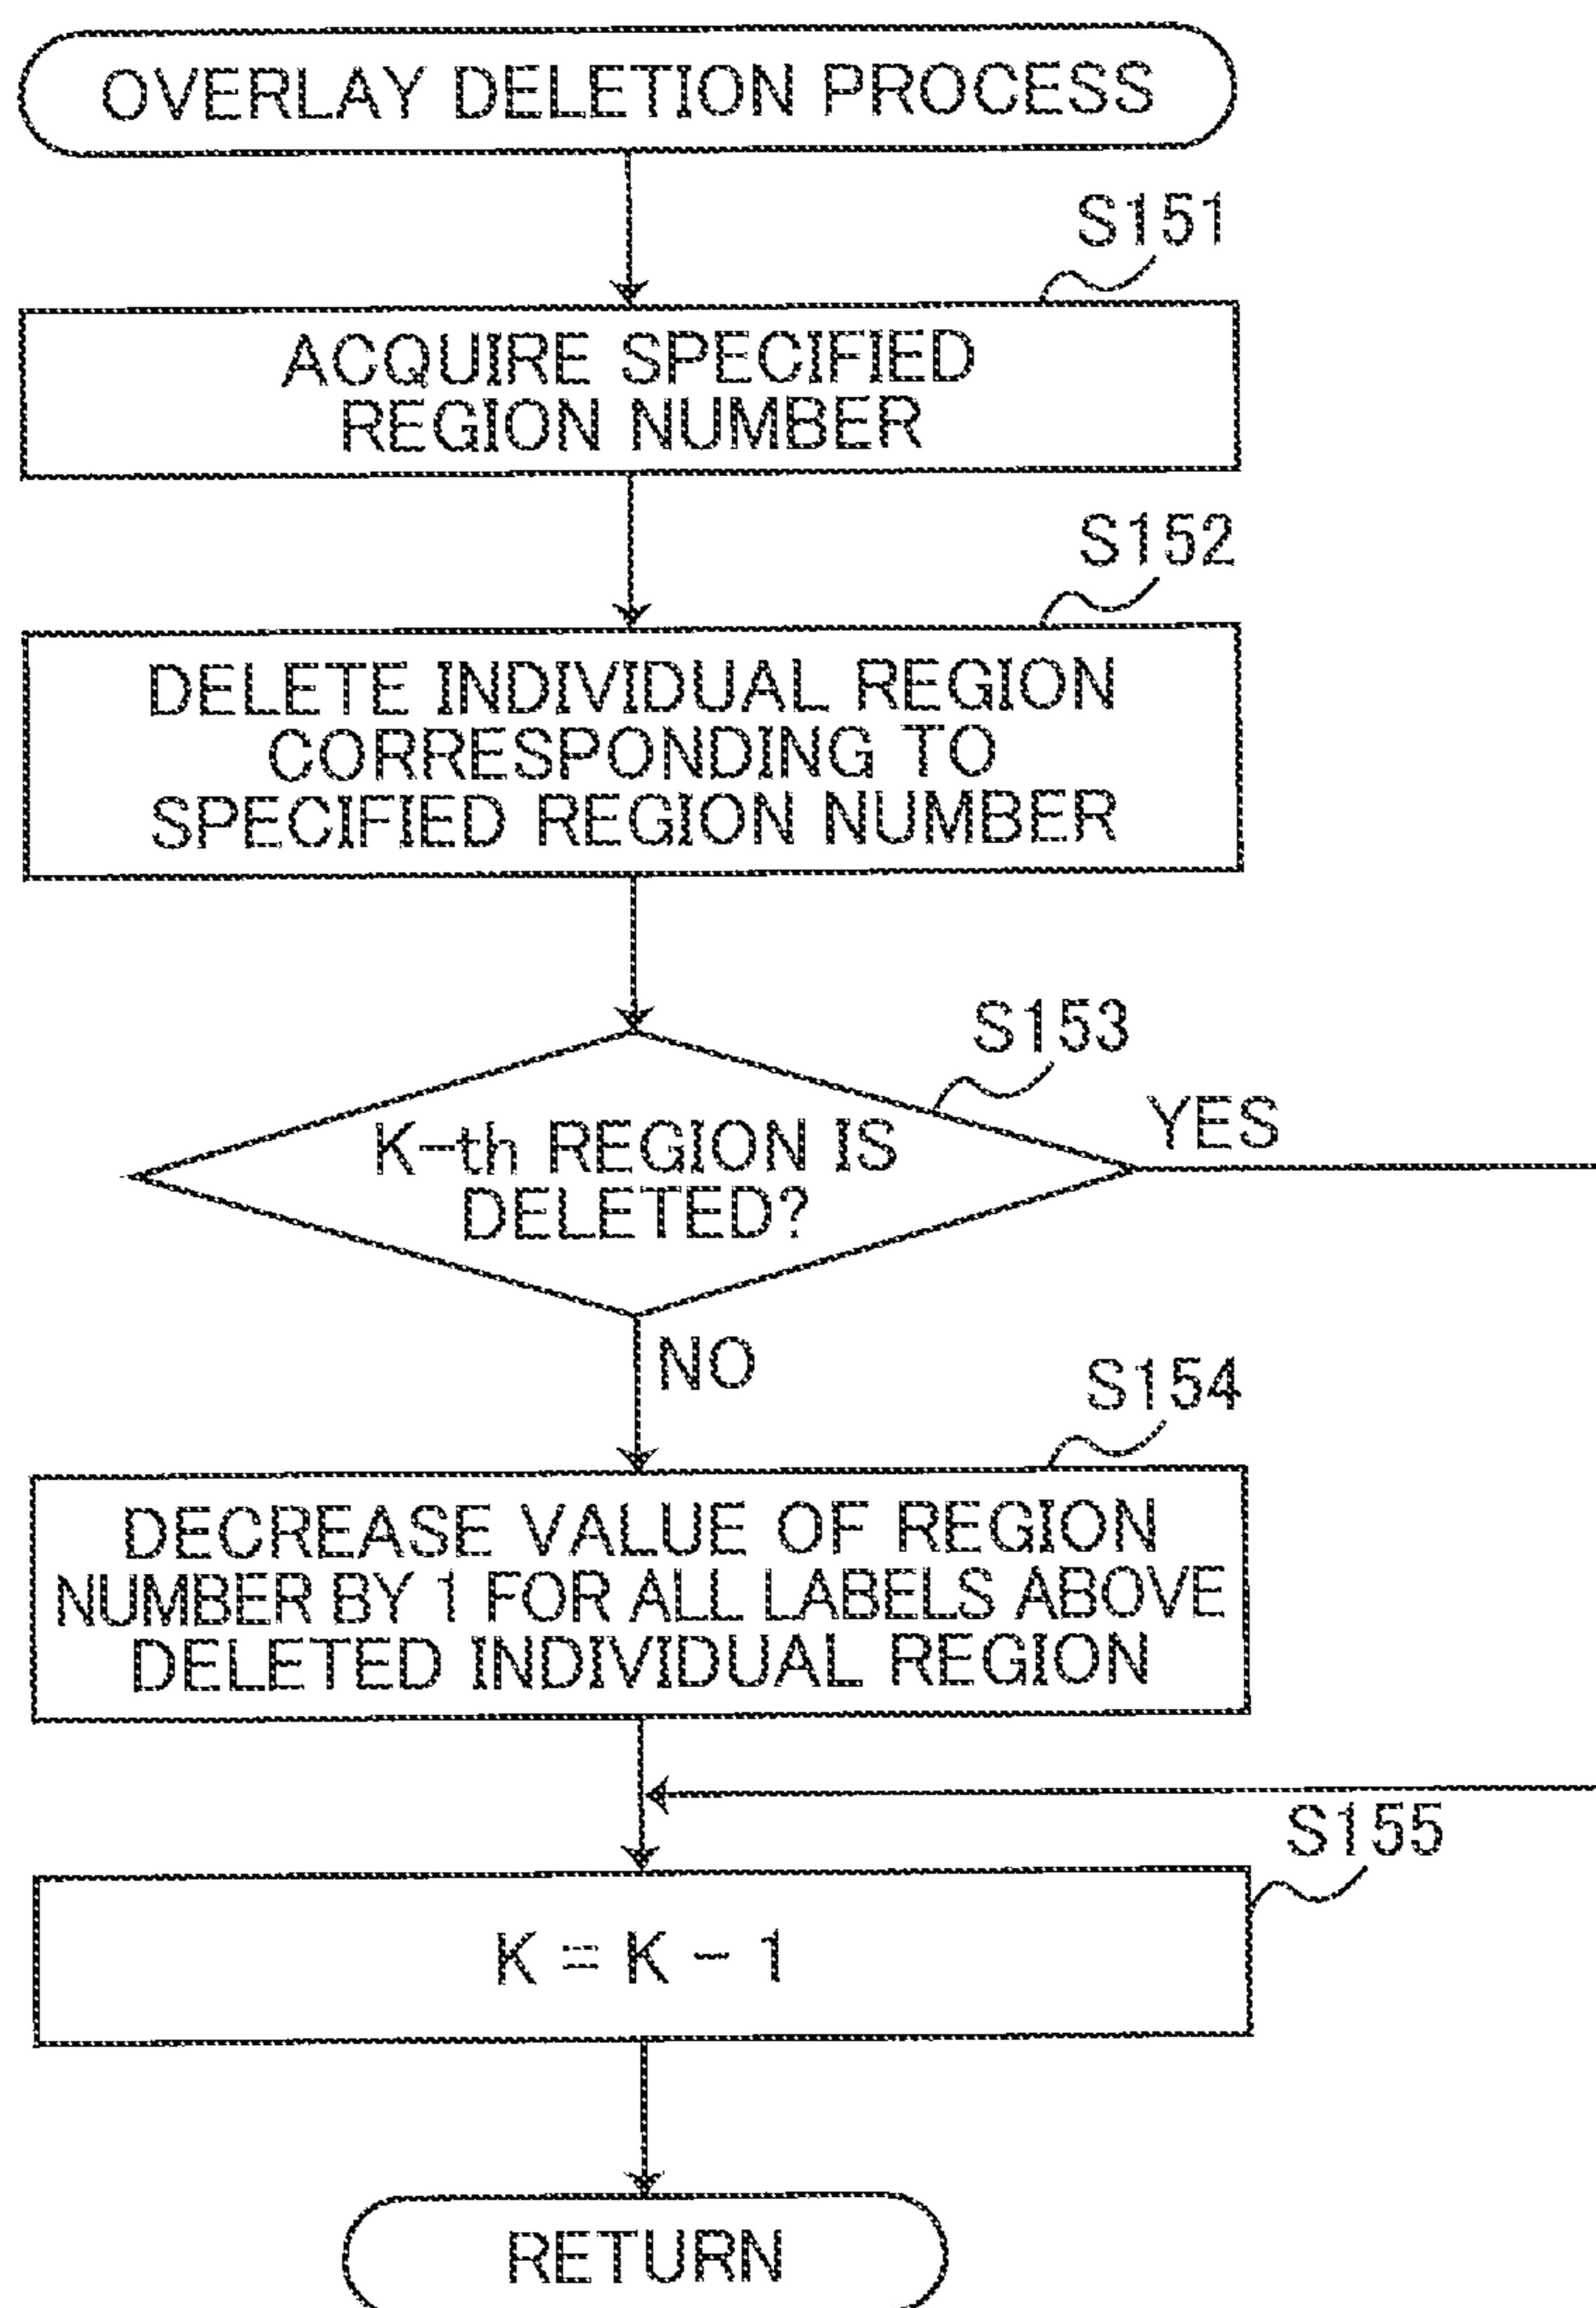 OVERLAY DELETION PROCESS
S151
ACQUIRE SPECIFIED
REGION NUMBER
S152
DELETE INDIVIDUAL REGION
CORRESPONDING TO
SPECIFIED REGION NUMBER
S153
K-th REGION IS
DELETED?
YES
NO
S154
DECREASE VALUE OF REGION
NUMBER BY 1 FOR ALL LABELS ABOVE
DELETED INDIVIDUAL REGION
S155
K = K - 1
RETURN